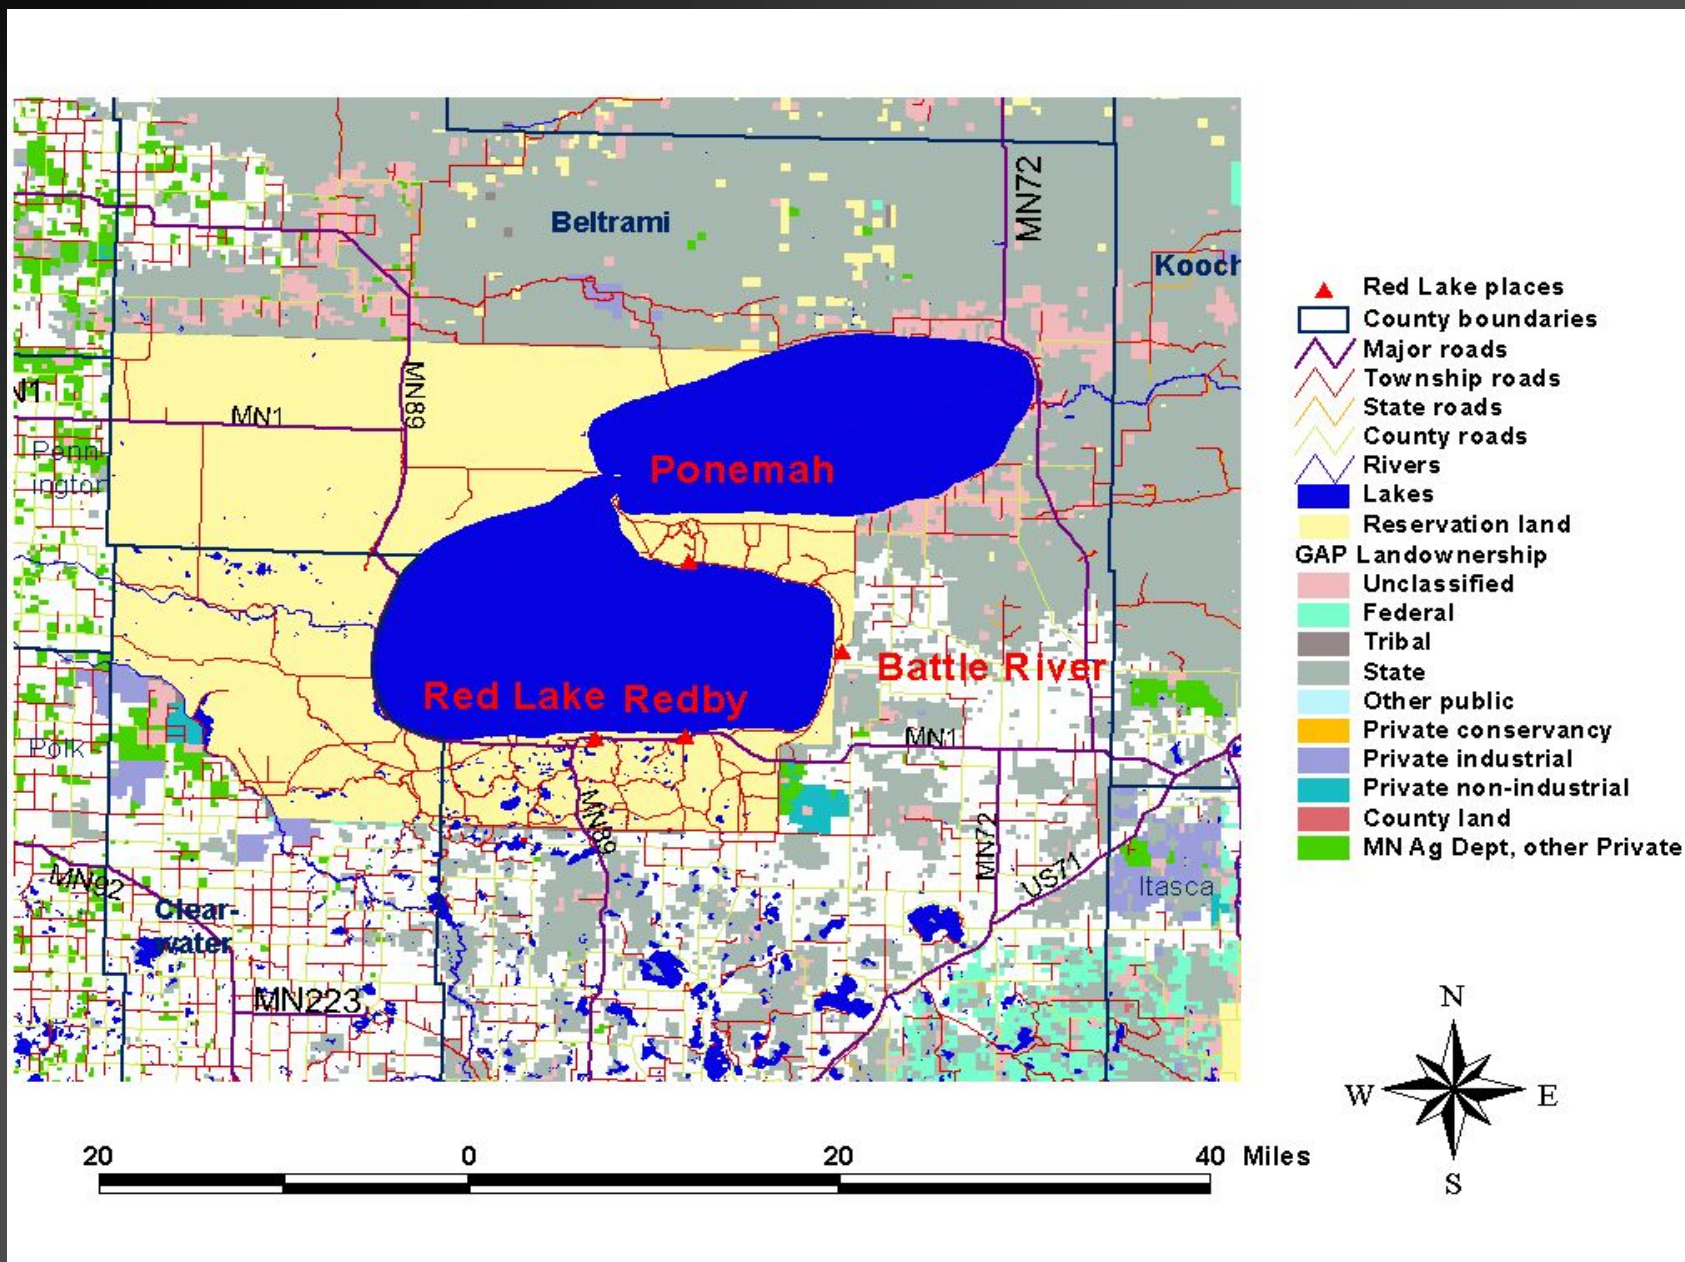 Beltrami
MN72
Kooch
MN89
N1
MN1
Penn-
ington
Ponemah
Battle River
Red Lake
Redby
Polk
MN1
MN89
MN72
US71
MN92
Itasca
Clear-
water
MN223
Red Lake places
County boundaries
Major roads
Township roads
State roads
County roads
Rivers
Lakes
Reservation land
GAP Landownership
Unclassified
Federal
Tribal
State
Other public
Private conservancy
Private industrial
Private non-industrial
County land
MN Ag Dept, other Private
N
W
E
S
20 0 20 40 Miles